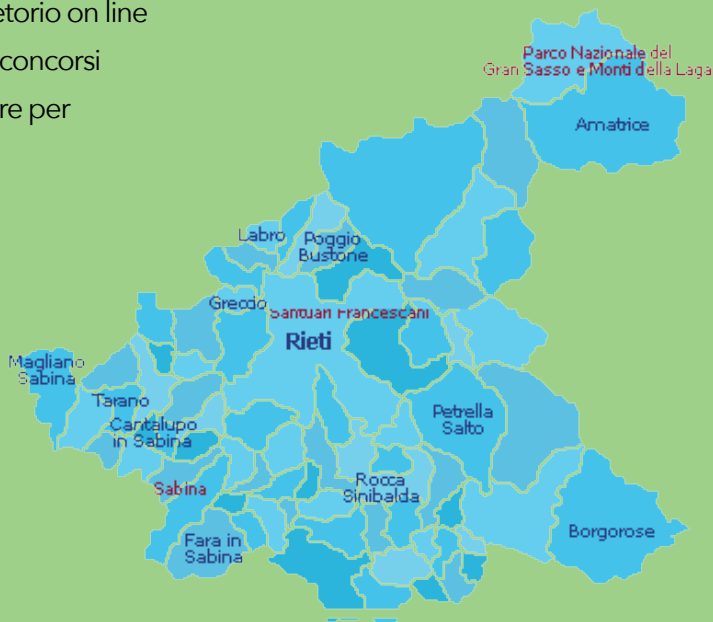 etorio on line
concorsi
re per
Parco Nazionale del
Gran Sasso e Monti della Laga
Amatrice
Labro
Poggio
Bustone
Greccio
Santuari Francescani
Rieti
Magliano
Sabina
Tarano
Cantalupo
in Sabina
Petrella
Salto
Sabina
Rocca
Sinibalda
Fara in
Sabina
Borgorose